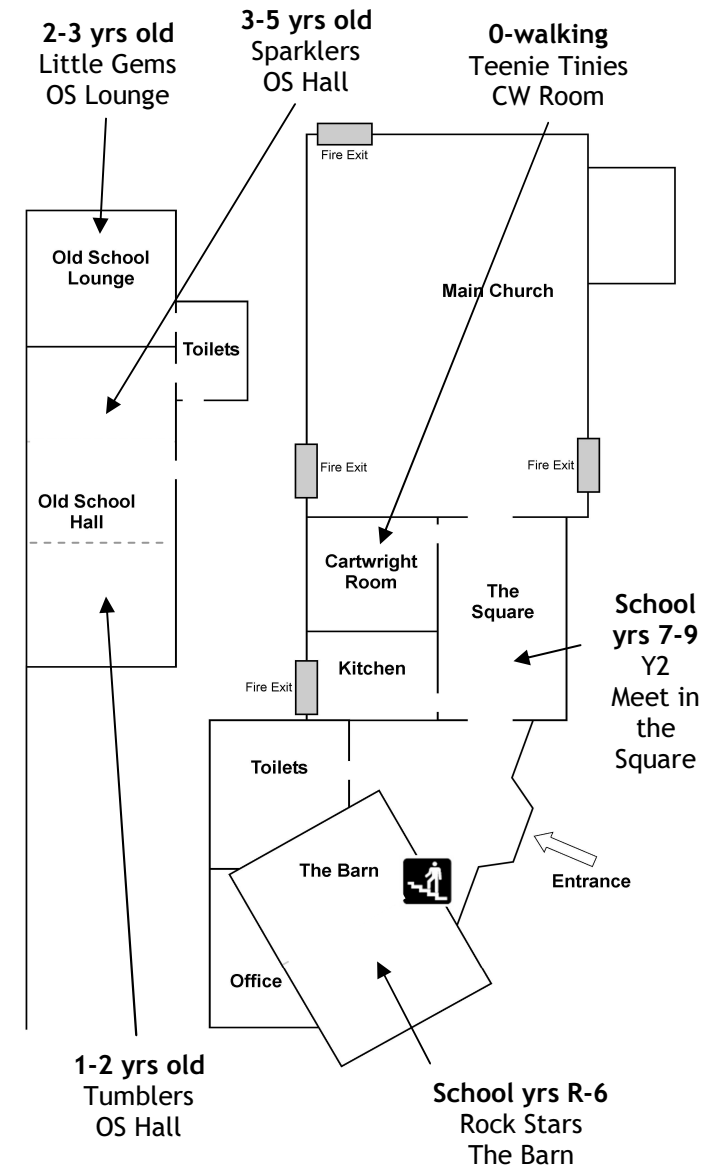 2-3 yrs old
Little Gems
OS Lounge
3-5 yrs old
Sparklers
OS Hall
0-walking
Teenie Tinies
CW Room
Fire Exit
Old School
Lounge
Main Church
Toilets
Fire Exit
Fire Exit
Old School
Hall
Cartwright
Room
The
Square
Kitchen
Fire Exit
School
yrs 7-9
Y2
Meet in
the
Square
Toilets
The Barn
Entrance
Office
1-2 yrs old
Tumblers
OS Hall
School yrs R-6
Rock Stars
The Barn